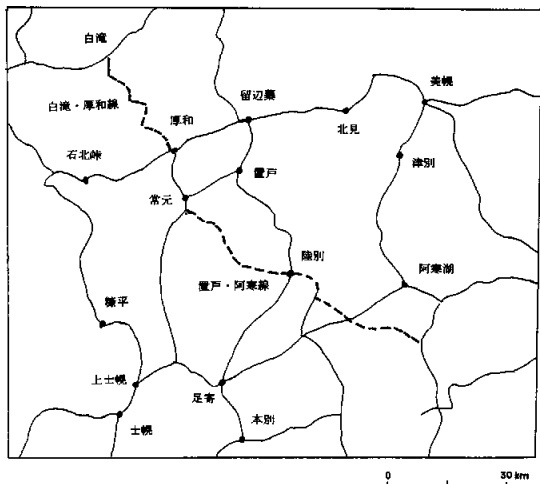 白滝
白滝・厚和線
厚和
留辺蘂
北見
美幌
石北峠
置戸
津別
常元
陸別
阿寒湖
置戸・阿寒線
糠平
上士幌
足寄
士幌
本別
0 30 km